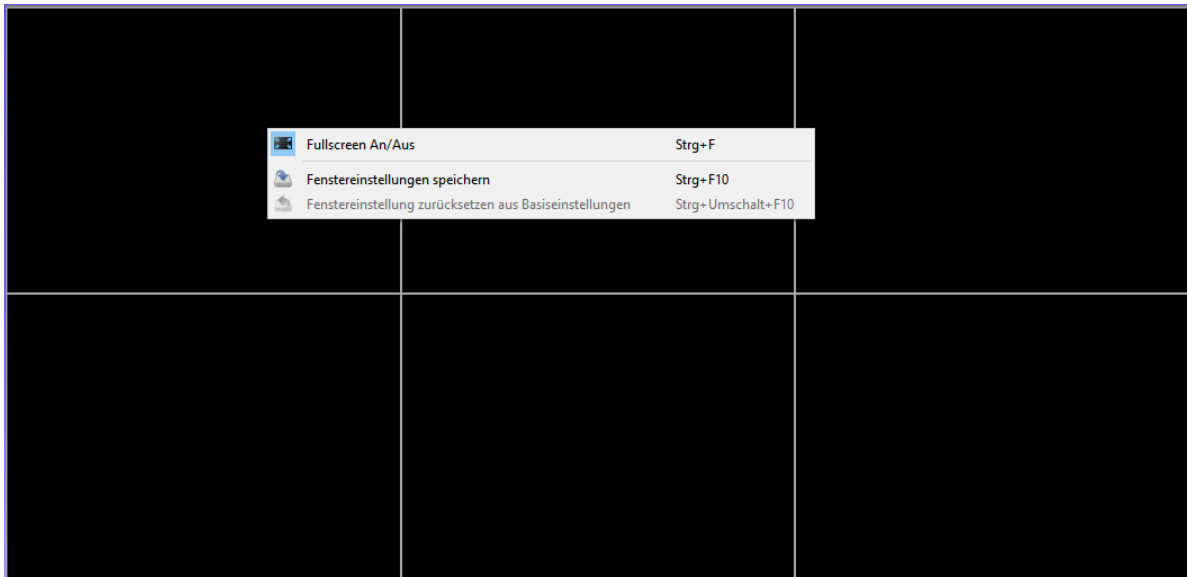 Fullscreen An/Aus Strg+F
Fenstereinstellungen speichern Strg+F10
Fenstereinstellung zurücksetzen aus Basiseinstellungen Strg+Umschalt+F10